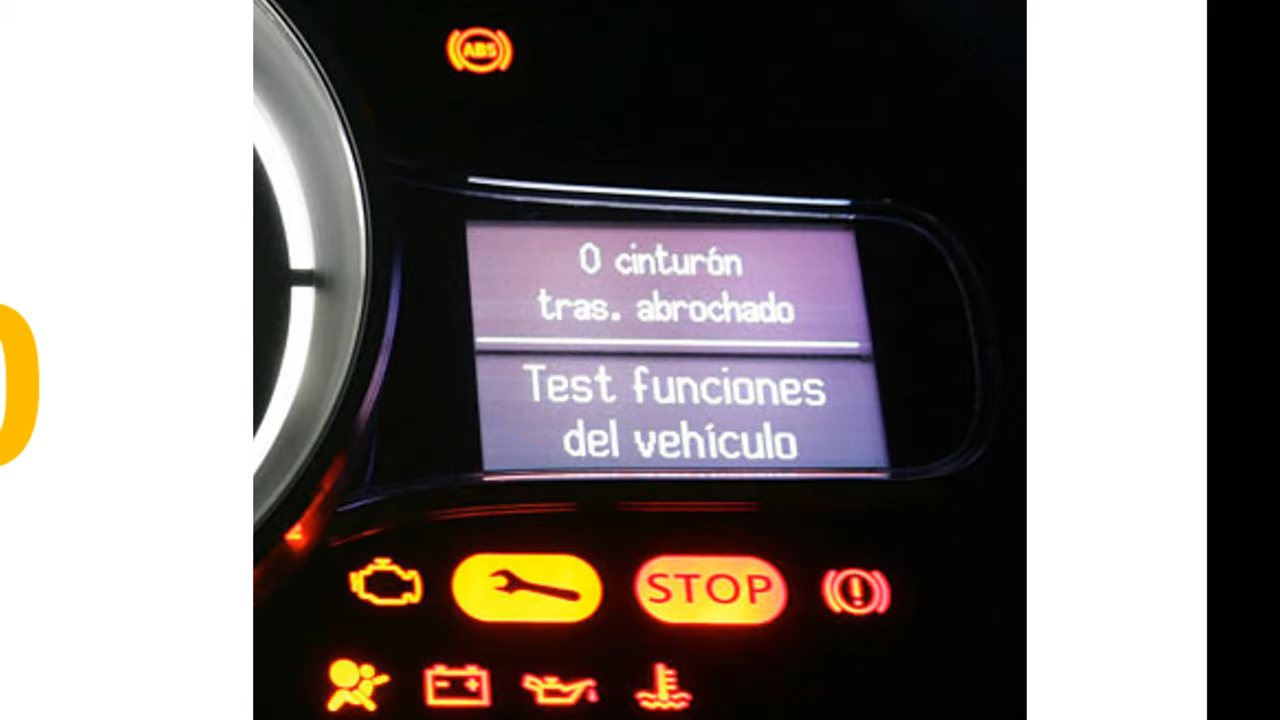 ABS
0 cinturón
tras. abrochado
Test funciones
del vehículo
STOP